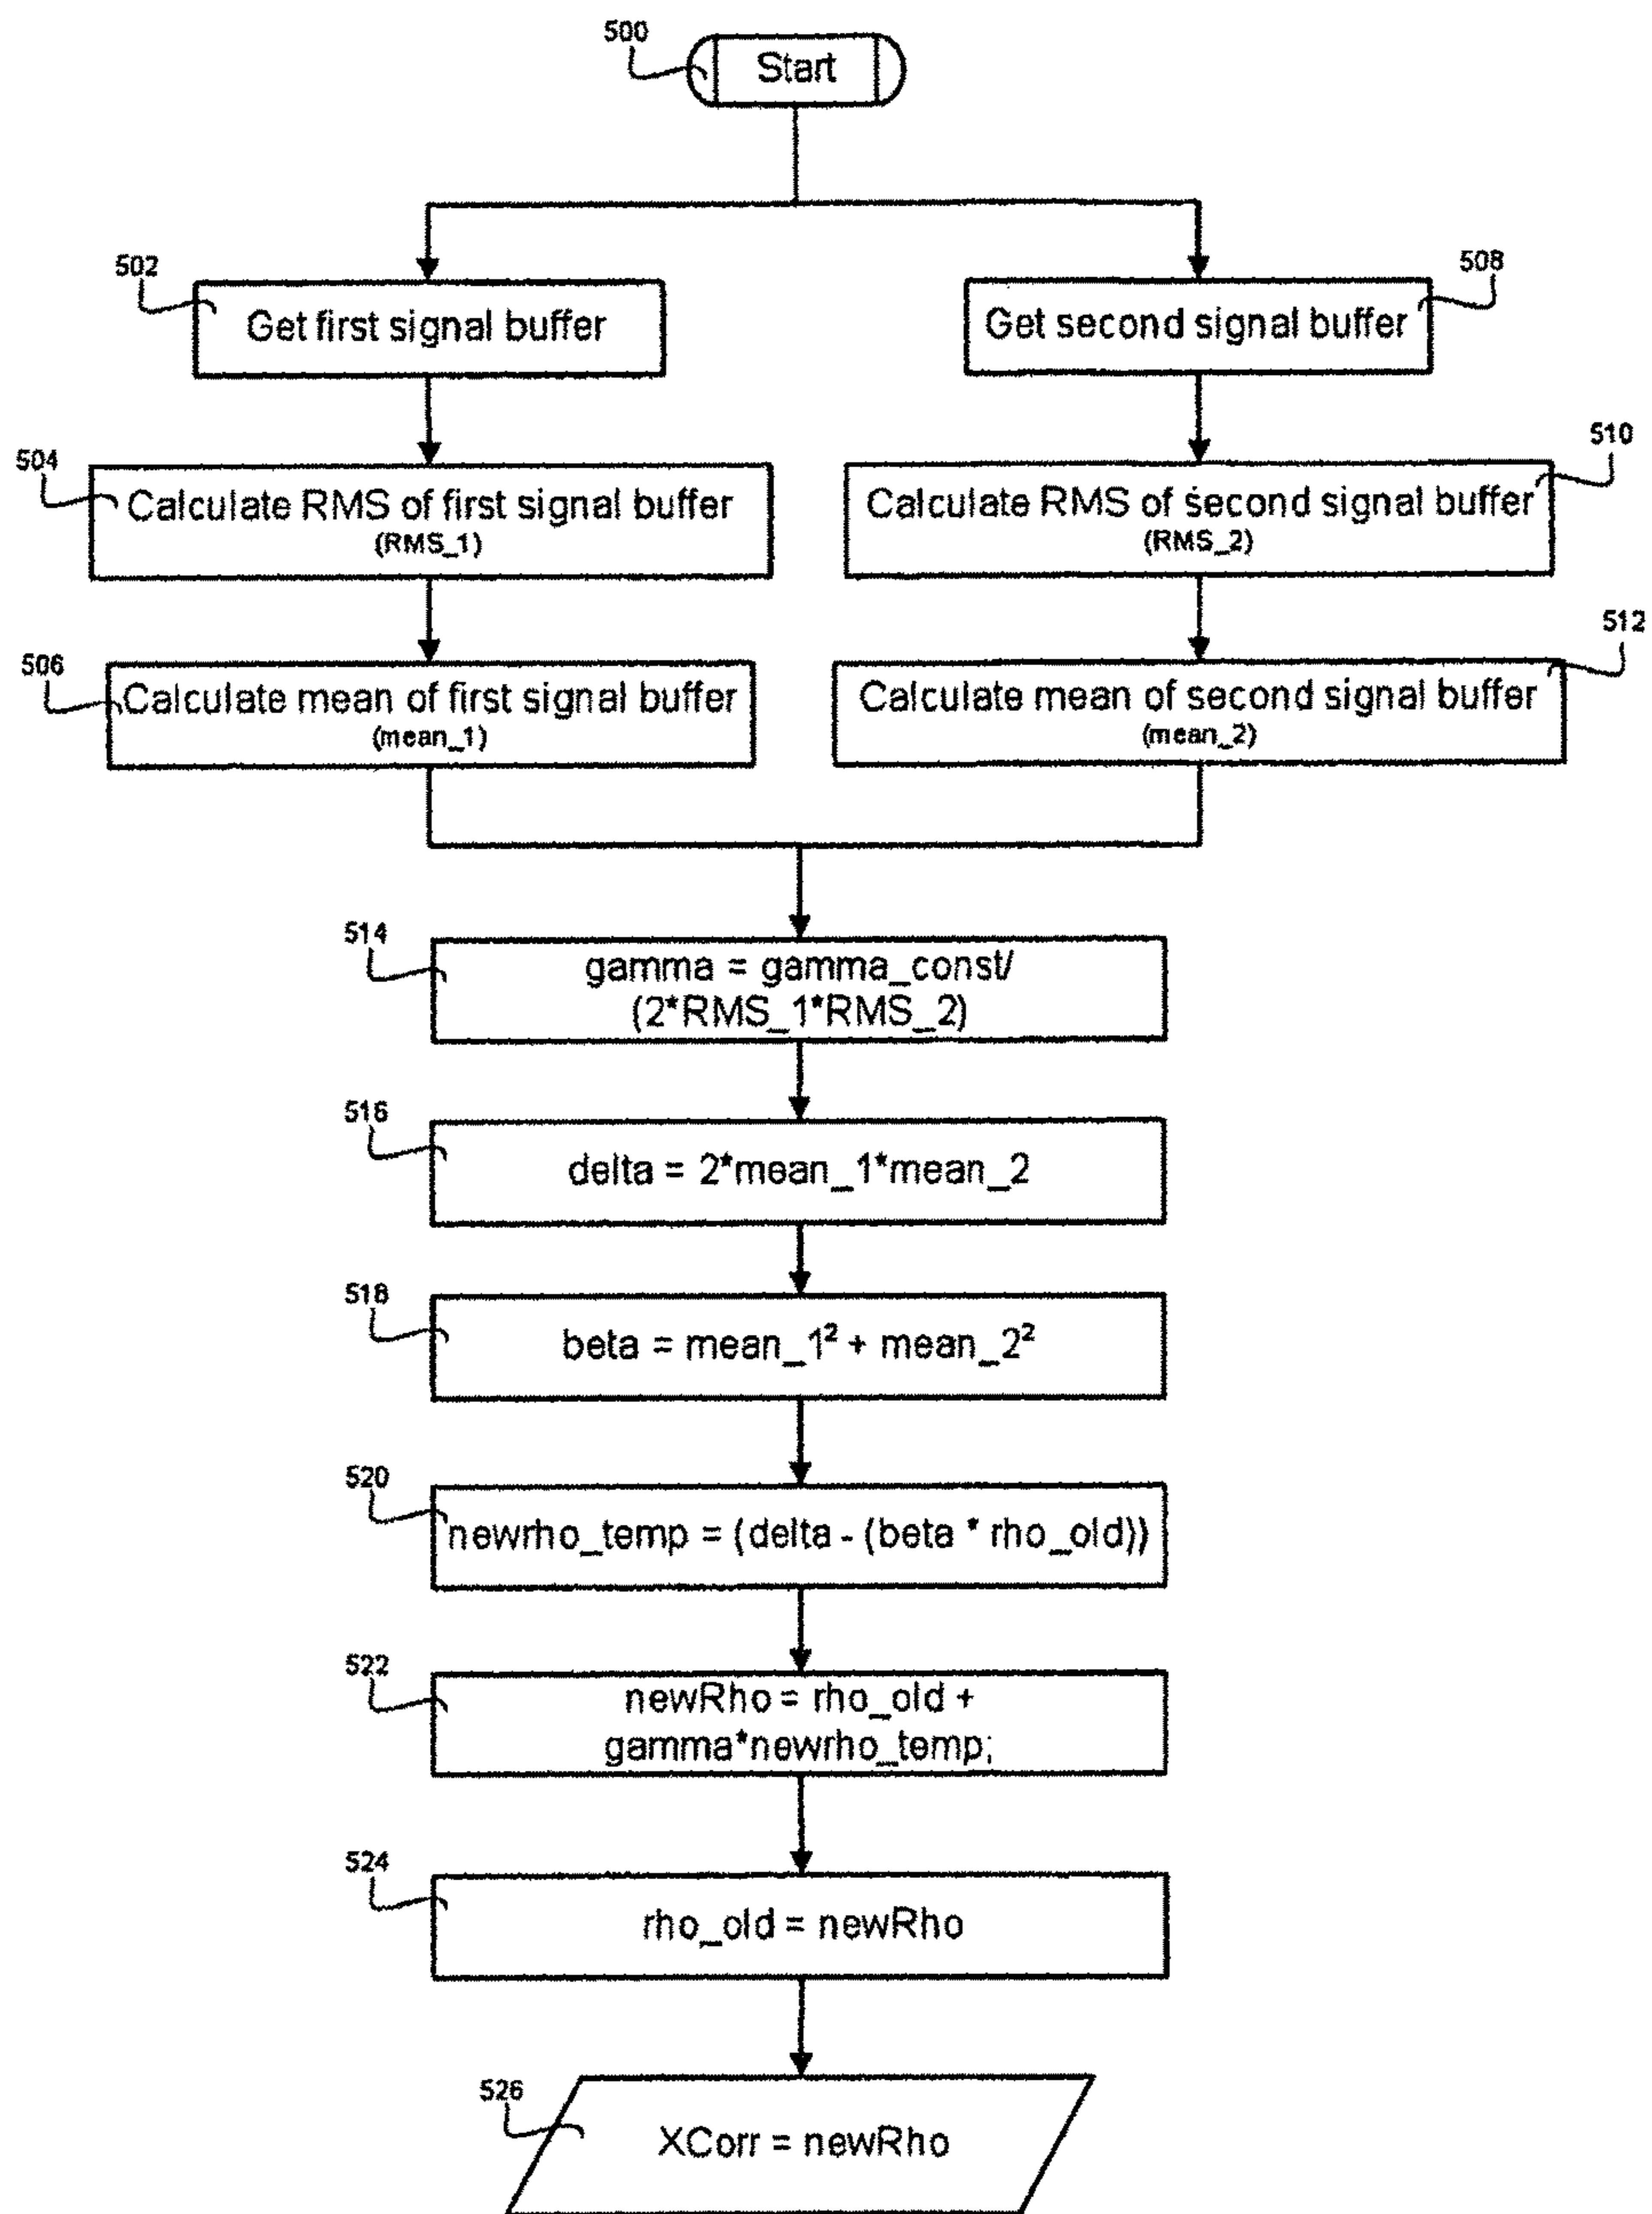 500
Start
502
Get first signal buffer
508
Get second signal buffer
504
Calculate RMS of first signal buffer
(RMS_1)
510
Calculate RMS of second signal buffer
(RMS_2)
506
Calculate mean of first signal buffer
(mean_1)
512
Calculate mean of second signal buffer
(mean_2)
514
gamma = gamma_const/
(2*RMS_1*RMS_2)
516
delta = 2*mean_1*mean_2
518
beta = mean_1² + mean_2²
520
newrho_temp = (delta - (beta * rho_old))
522
newRho = rho_old +
gamma*newrho_temp;
524
rho_old = newRho
526
XCorr = newRho